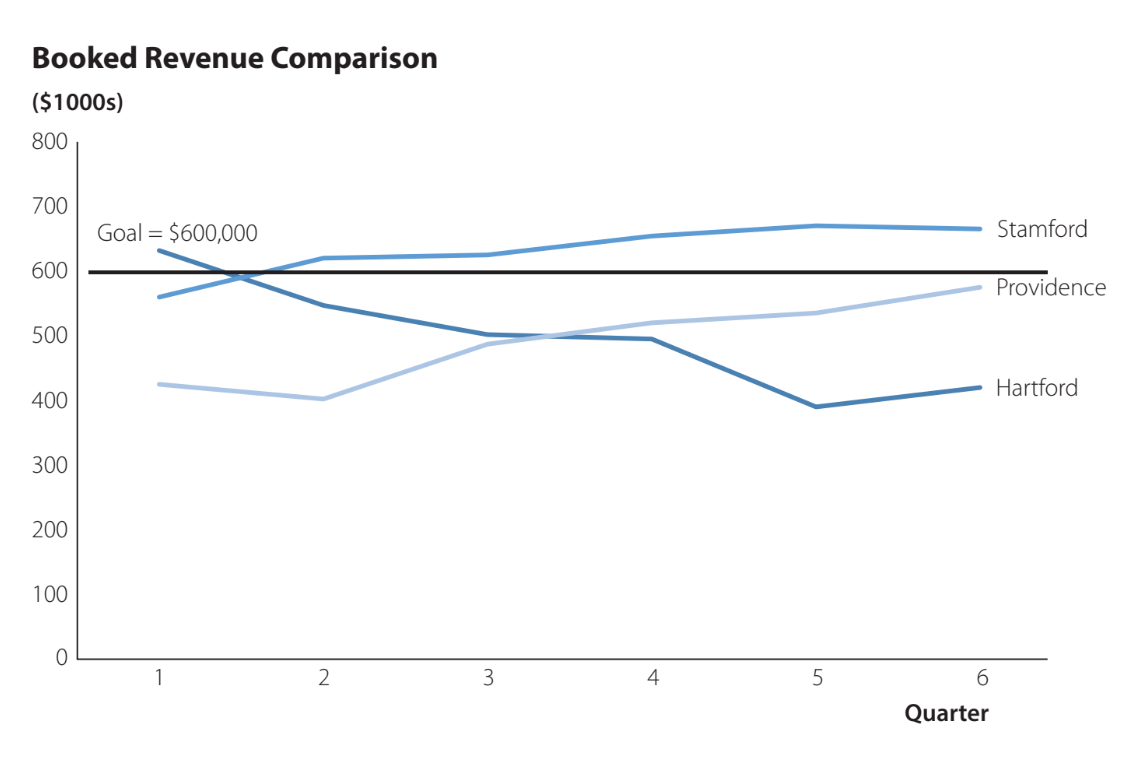 Booked Revenue Comparison
($1000s)
800
700
Goal = $600,000
Stamford
600
Providence
500
400
Hartford
300
200
100
0
1 2 3 4 5 6
Quarter